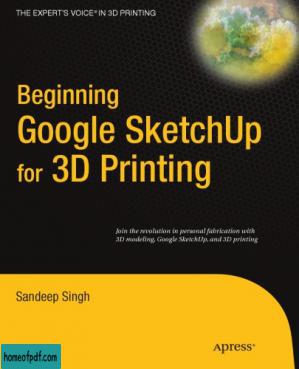 THE EXPERT'S VOICE® IN 3D PRINTING
Beginning
Google SketchUp
for 3D Printing
Join the revolution in personal fabrication with
3D modeling, Google SketchUp, and 3D printing
Sandeep Singh
homeofpdf.com
Apress®